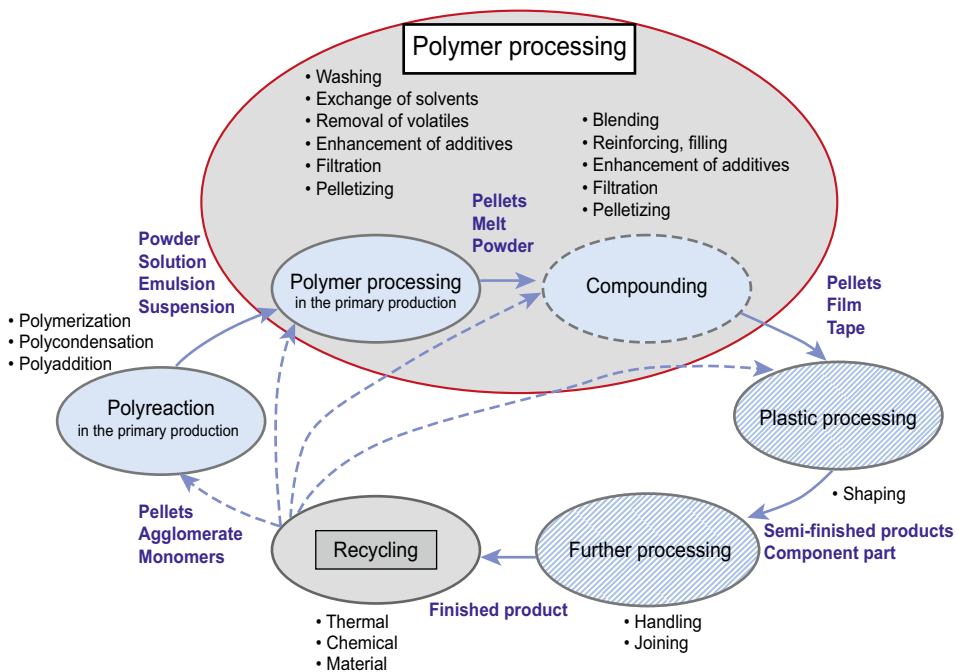 Polymer processing
• Washing
• Exchange of solvents
• Removal of volatiles
• Enhancement of additives
• Filtration
• Pelletizing
• Blending
• Reinforcing, filling
• Enhancement of additives
• Filtration
• Pelletizing
Powder
Solution
Emulsion
Suspension
Pellets
Melt
Powder
Polymer processing
in the primary production
Compounding
Pellets
Film
Tape
• Polymerization
• Polycondensation
• Polyaddition
Polyreaction
in the primary production
Plastic processing
• Shaping
Pellets
Agglomerate
Monomers
Recycling
Further processing
Semi-finished products
Component part
Finished product
• Thermal
• Chemical
• Material
• Handling
• Joining